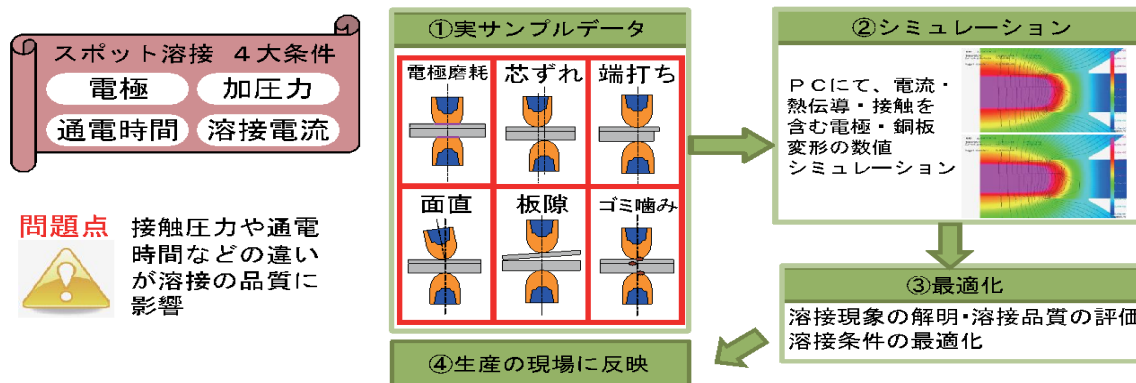 スポット溶接 4大条件
電極
加圧力
通電時間
溶接電流
問題点
接触圧力や通電
時間などの違い
が溶接の品質に
影響
①実サンプルデータ
電極磨耗
芯ずれ
端打ち
面直
板隙
ゴミ噛み
②シミュレーション
PCにて、電流・
熱伝導・接触を
含む電極・銅板
変形の数値
シミュレーション
③最適化
溶接現象の解明・溶接品質の評価
溶接条件の最適化
④生産の現場に反映